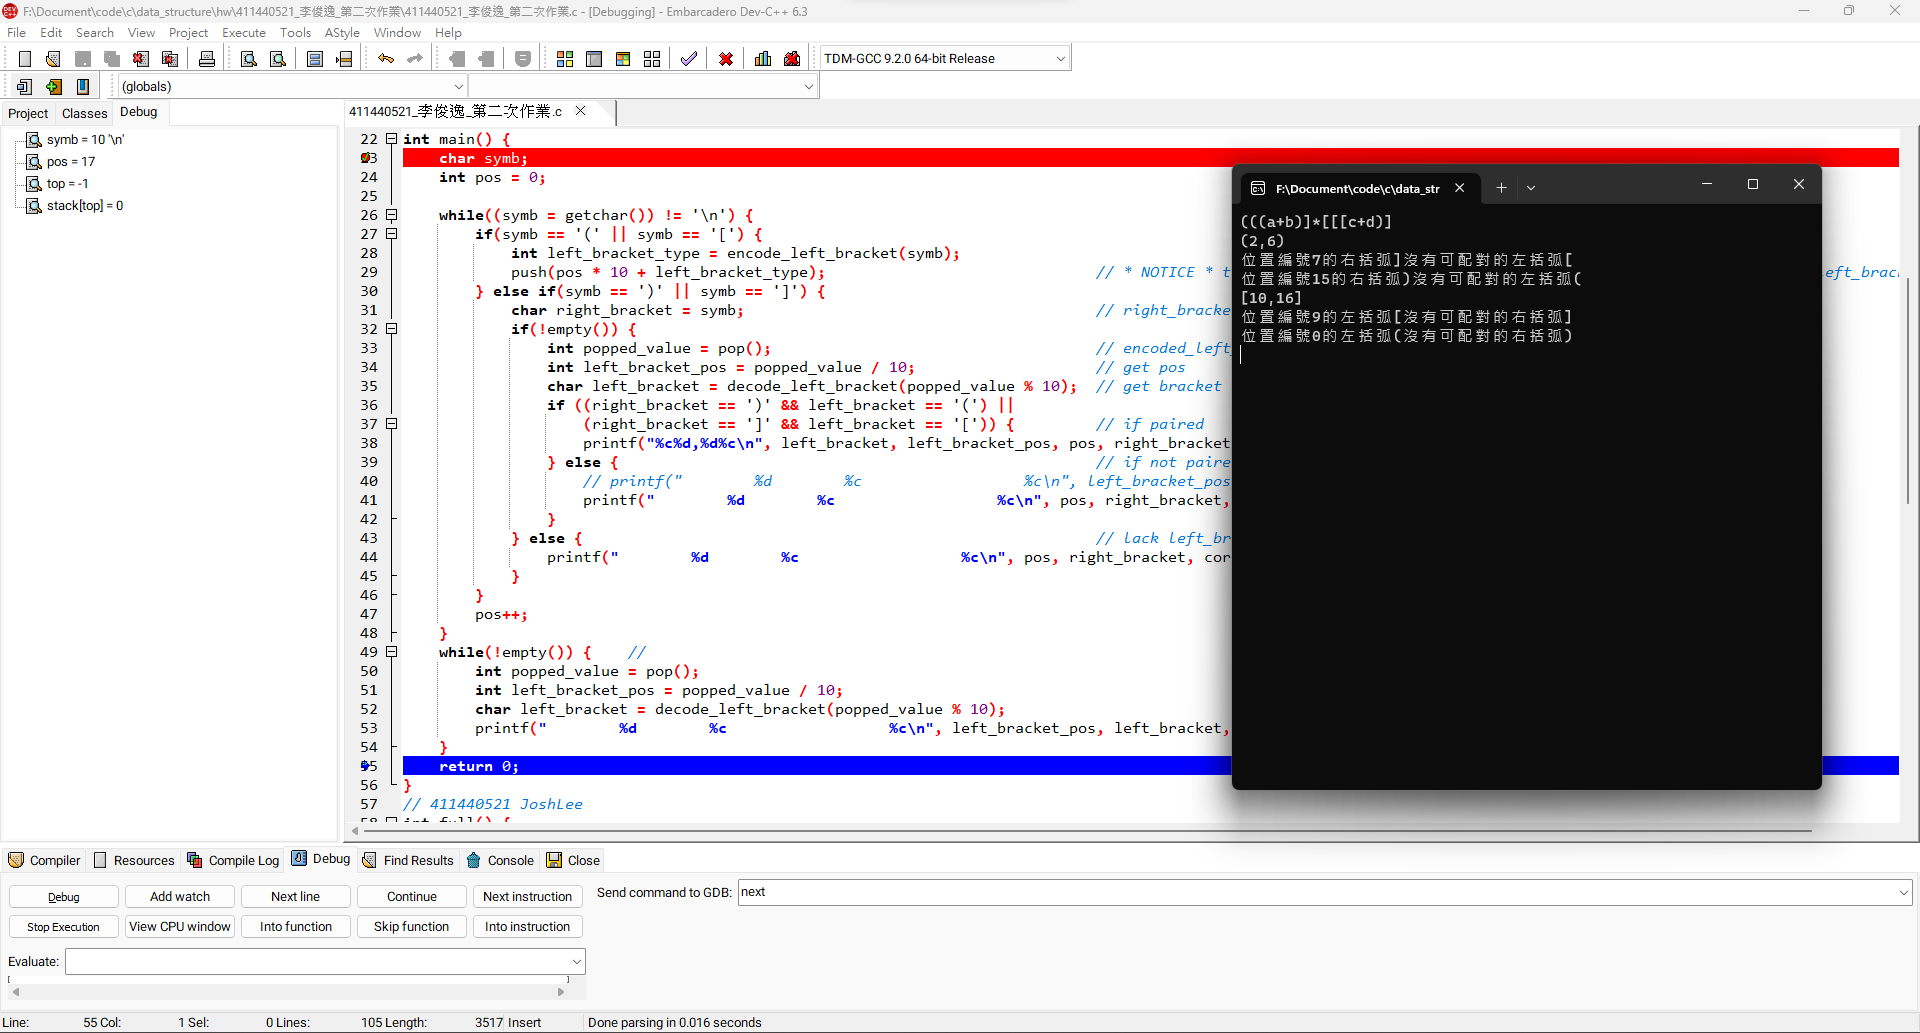 F:\Document\code\c\data_structure\hw\411440521_李俊逸_第二次作業\411440521_李俊逸_第二次作業.c - [Debugging] - Embarcadero Dev-C++ 6.3
File Edit Search View Project Execute Tools AStyle Window Help
TDM-GCC 9.2.0 64-bit Release
(globals)
Project Classes Debug
411440521_李俊逸_第二次作業.c
symb = 10 '\n'
pos = 17
top = -1
stack[top] = 0
22 int main() {
23 char symb;
24 int pos = 0;
25
26 while((symb = getchar()) != '\n') {
27 if(symb == '(' || symb == '[') {
28 int left_bracket_type = encode_left_bracket(symb);
29 push(pos * 10 + left_bracket_type); // * NOTICE * t
30 } else if(symb == ')' || symb == ']') {
31 char right_bracket = symb; // right_bracke
32 if(!empty()) {
33 int popped_value = pop(); // encoded_left_
34 int left_bracket_pos = popped_value / 10; // get pos
35 char left_bracket = decode_left_bracket(popped_value % 10); // get bracket
36 if ((right_bracket == ')' && left_bracket == '(') ||
37 (right_bracket == ']' && left_bracket == '[')) { // if paired
38 printf("%c%d,%d%c\n", left_bracket, left_bracket_pos, pos, right_bracket
39 } else { // if not paire
40 // printf(" %d %c %c\n", left_bracket_pos
41 printf(" %d %c %c\n", pos, right_bracket,
42 }
43 } else { // lack left_br
44 printf(" %d %c %c\n", pos, right_bracket, cor
45 }
46 }
47 pos++;
48 }
49 while(!empty()) { //
50 int popped_value = pop();
51 int left_bracket_pos = popped_value / 10;
52 char left_bracket = decode_left_bracket(popped_value % 10);
53 printf(" %d %c %c\n", left_bracket_pos, left_bracket,
54 }
55 return 0;
56 }
57 // 411440521 JoshLee
58 int full() {
eft_brac
F:\Document\code\c\data_str
(((a+b)]*[[[c+d)]
(2,6)
位置編號7的右括弧]沒有可配對的左括弧[
位置編號15的右括弧)沒有可配對的左括弧(
[10,16]
位置編號9的左括弧[沒有可配對的右括弧]
位置編號0的左括弧(沒有可配對的右括弧)
Compiler Resources Compile Log Debug Find Results Console Close
Debug Add watch Next line Continue Next instruction
Send command to GDB: next
Stop Execution View CPU window Into function Skip function Into instruction
Evaluate:
Line: 55 Col: 1 Sel: 0 Lines: 105 Length: 3517 Insert Done parsing in 0.016 seconds